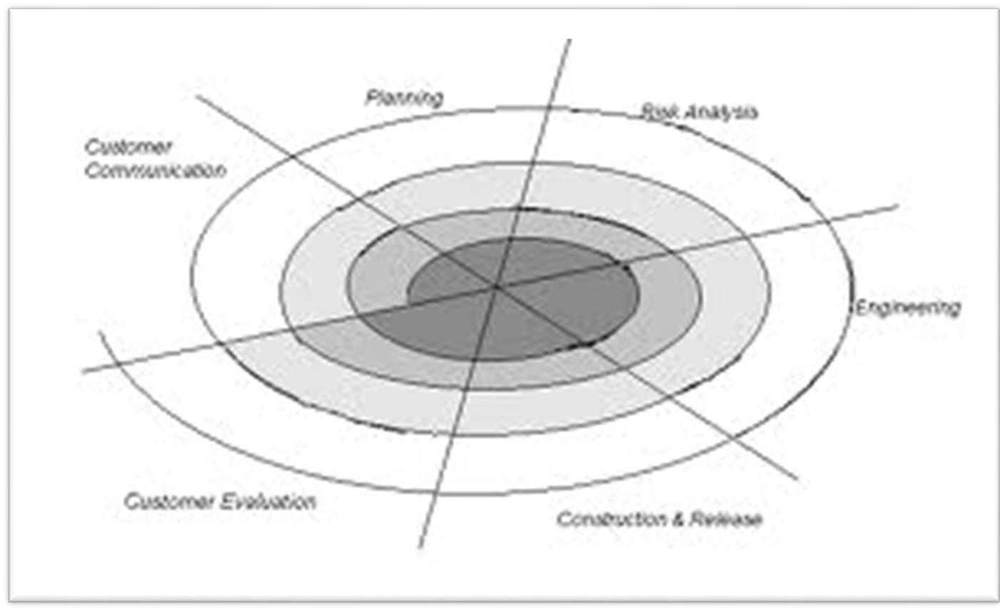 Planning
Risk Analysis
Customer
Communication
Engineering
Customer Evaluation
Construction & Release